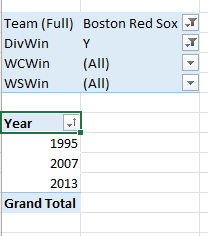 Team (Full) Boston Red Sox
DivWin Y
WCWin (All)
WSWin (All)
Year
1995
2007
2013
Grand Total